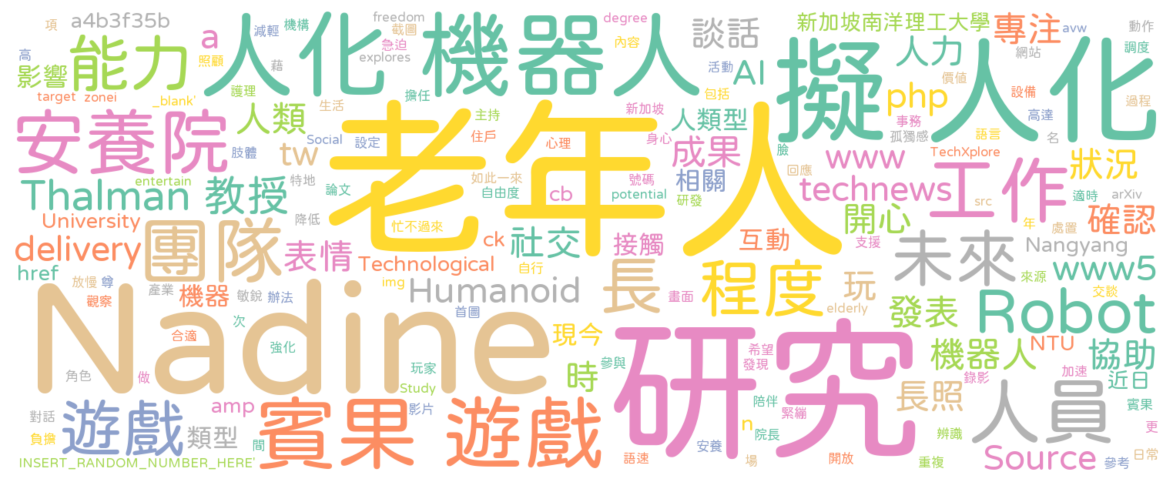 項 a4b3f35b 減輕 機構 freedom 截圖 急迫 degree 內容 談話 新加坡南洋理工大學 專注 avw 動作
高 影響 能力 人化 機器人 照顧 藉 explores a 活動 AI 擬人化 人力 網站 調度
target zonei _blank` 護理 生活 擔任 包括 價值 設備 過程
安養院 人類 老年人 主持 新加坡 人類型 php 事務 高達 名
肢體 Social 設定 住戶 心理 身心 成果 臉 孤獨感 語言 TechXplore
entertain tw 如此一來 號碼 www 狀況
Thalman 教授 特地 論文 自由度 cb potential 相關 回應 technews 工作 適時 arXiv
University 降低 忙不過來 研發 src 確認
delivery 團隊 表情 ck 社交 接觸 互動 開心 年 處置
href 放慢 尊 Technological 自行 支援 未來 Nangyang
觀察 產業 機器 敏銳 辦法 img Humanoid 長 畫面 程度 玩 來源 www5 交談
Nadine 次 首圖 elderly 發表 Robot
合適 強化 現今 研究 希望 機器人 NTU 協助
角色 做 玩家 時 參與 發現 錄影 加速 近日
Study 長照 人員
對話 遊戲 amp 賓果 遊戲 影片 陪伴 緊繃 賓果
負擔 類型 間 n 院長 辨識 更
INSERT_RANDOM_NUMBER_HERE` 語速 安養 場 開放 重複 Source 參考 日常